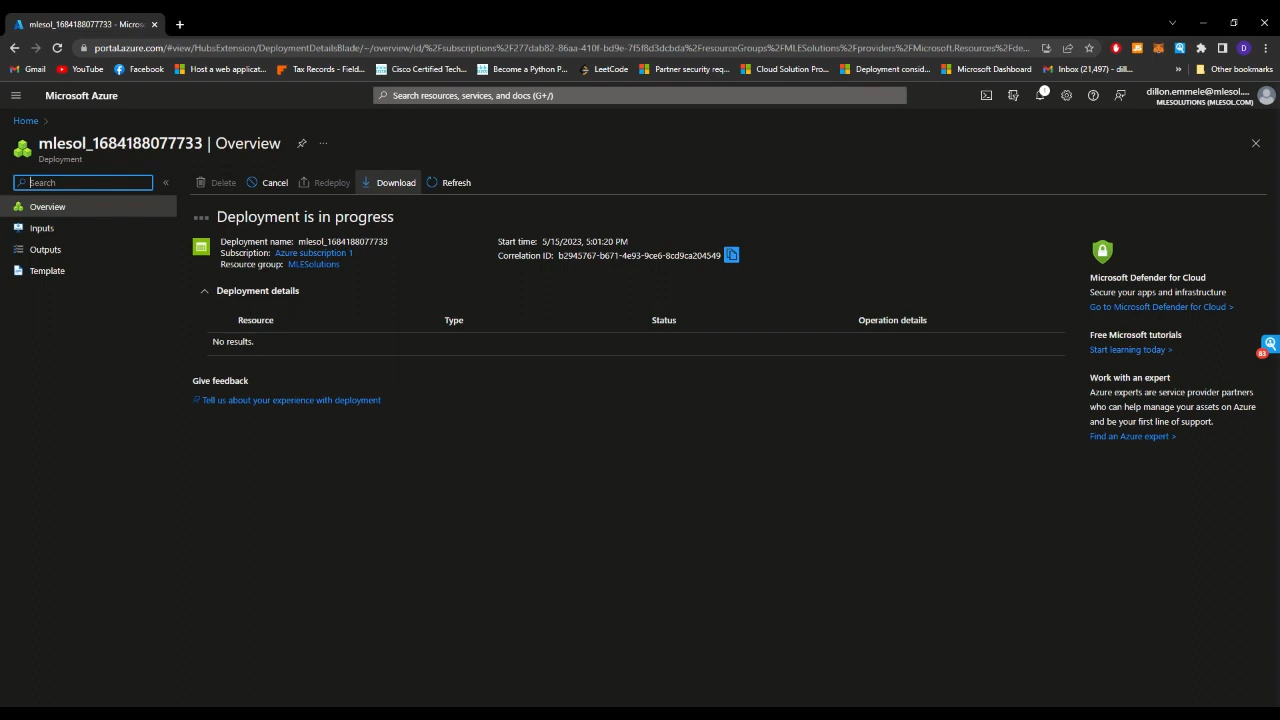 mlesol_1684188077733 - Micros
portal.azure.com/#view/HubsExtension/DeploymentDetailsBlade/~/overview/id/%2Fsubscriptions%2F277dab82-86aa-410f-bd9e-7f5f8d3dcbda%2FresourceGroups%2FMLESolutions%2Fproviders%2FMicrosoft.Resources%2Fde...
Gmail YouTube Facebook Host a web applicat... Tax Records - Field... Cisco Certified Tech... Become a Python P... LeetCode Partner security req... Cloud Solution Pro... Deployment consid... Microsoft Dashboard Inbox (21,497) - dill... » Other bookmarks
Microsoft Azure
Search resources, services, and docs (G+/)
1
dillon.emmele@mlesol....
MLESOLUTIONS (MLESOL.COM)
Home >
mlesol_1684188077733 | Overview
Deployment
Search «
Delete Cancel Redeploy Download Refresh
Overview
Inputs
Outputs
Template
Deployment is in progress
Deployment name: mlesol_1684188077733
Subscription: Azure subscription 1
Resource group: MLESolutions
Start time: 5/15/2023, 5:01:20 PM
Correlation ID: b2945767-b671-4e93-9ce6-8cd9ca204549
Deployment details
Resource Type Status Operation details
No results.
Give feedback
Tell us about your experience with deployment
Microsoft Defender for Cloud
Secure your apps and infrastructure
Go to Microsoft Defender for Cloud >
Free Microsoft tutorials
Start learning today >
Work with an expert
Azure experts are service provider partners
who can help manage your assets on Azure
and be your first line of support.
Find an Azure expert >
83